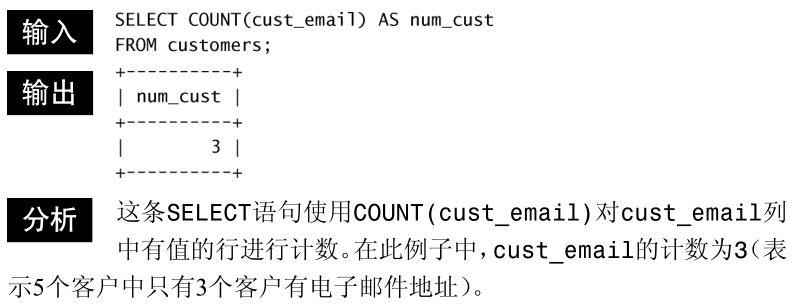 输入 SELECT COUNT(cust_email) AS num_cust
FROM customers;
输出 +----------+
| num_cust |
+----------+
|        3 |
+----------+
分析 这条SELECT语句使用COUNT(cust_email)对cust_email列
中有值的行进行计数。在此例子中，cust_email的计数为3（表
示5个客户中只有3个客户有电子邮件地址）。